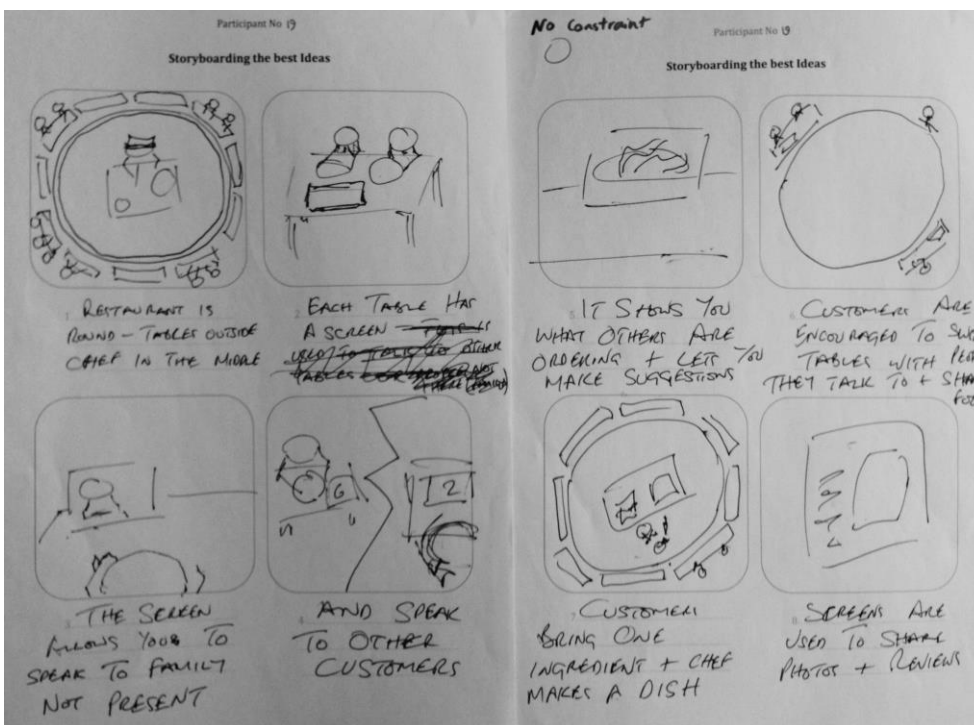 Participant No 19
Storyboarding the best Ideas
RESTAURANT IS
ROUND - TABLES OUTSIDE
CHEF IN THE MIDDLE
EACH TABLE HAS
A SCREEN
THE SCREEN
ALLOWS YOU TO
SPEAK TO FAMILY
NOT PRESENT
6
2
AND SPEAK
TO OTHER
CUSTOMERS
No Constraint
Participant No 19
Storyboarding the best Ideas
IT SHOWS YOU
WHAT OTHERS ARE
ORDERING + LETS YOU
MAKE SUGGESTIONS
CUSTOMERS ARE
ENCOURAGED TO
TABLES WITH
THEY TALK TO +
CUSTOMERS
BRING ONE
INGREDIENT + CHEF
MAKES A DISH
SCREENS ARE
USED TO SHARE
PHOTOS + REVIEWS